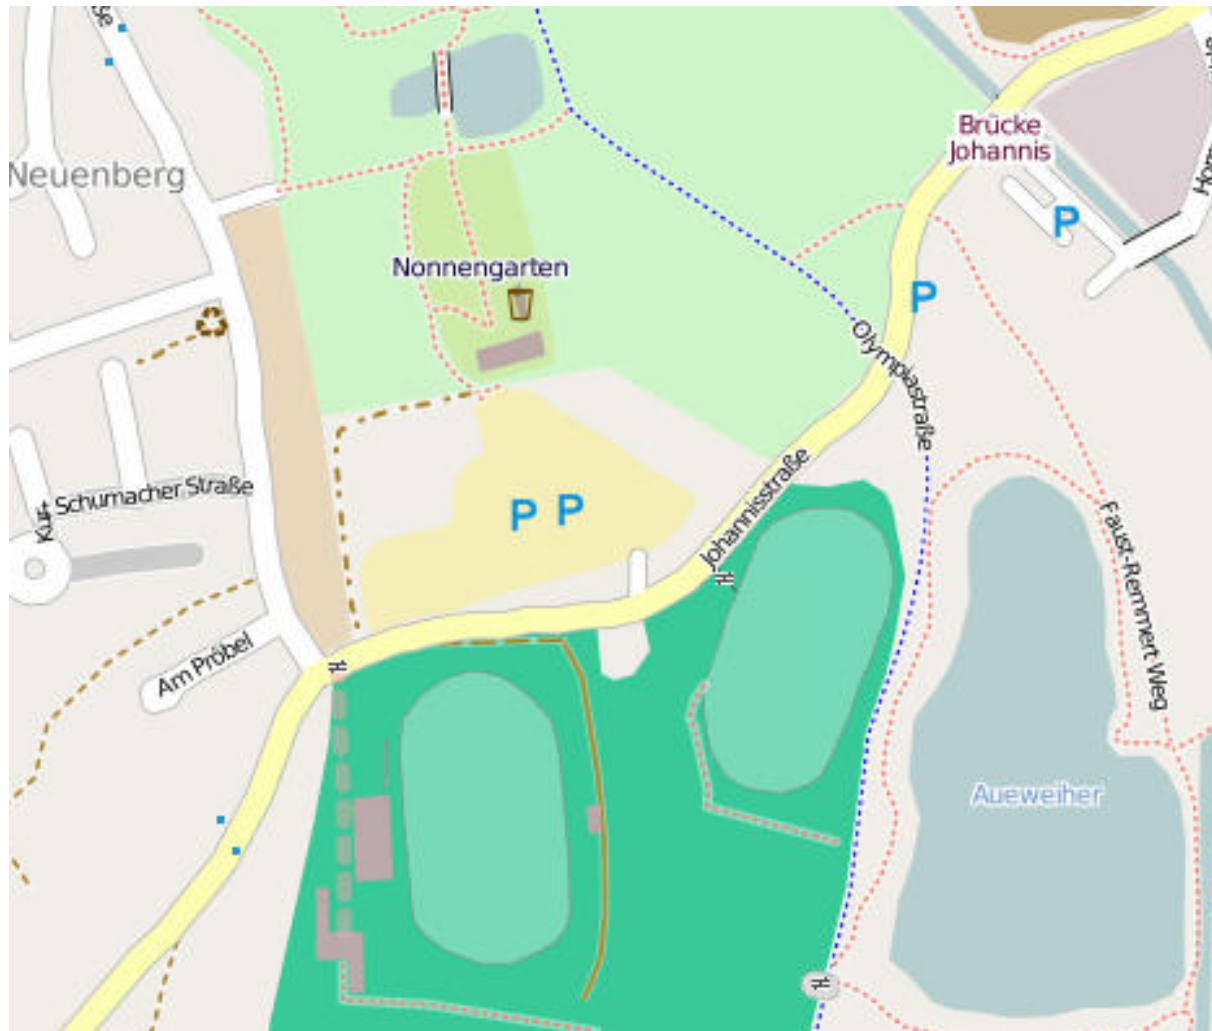 Neuenberg
Brücke
Johannis
P
P
Nonnengarten
Olympiastraße
Kurt Schumacher Straße
P P
Johannisstraße
Faust-Remmert Weg
Am Pröbel
Aueweiher